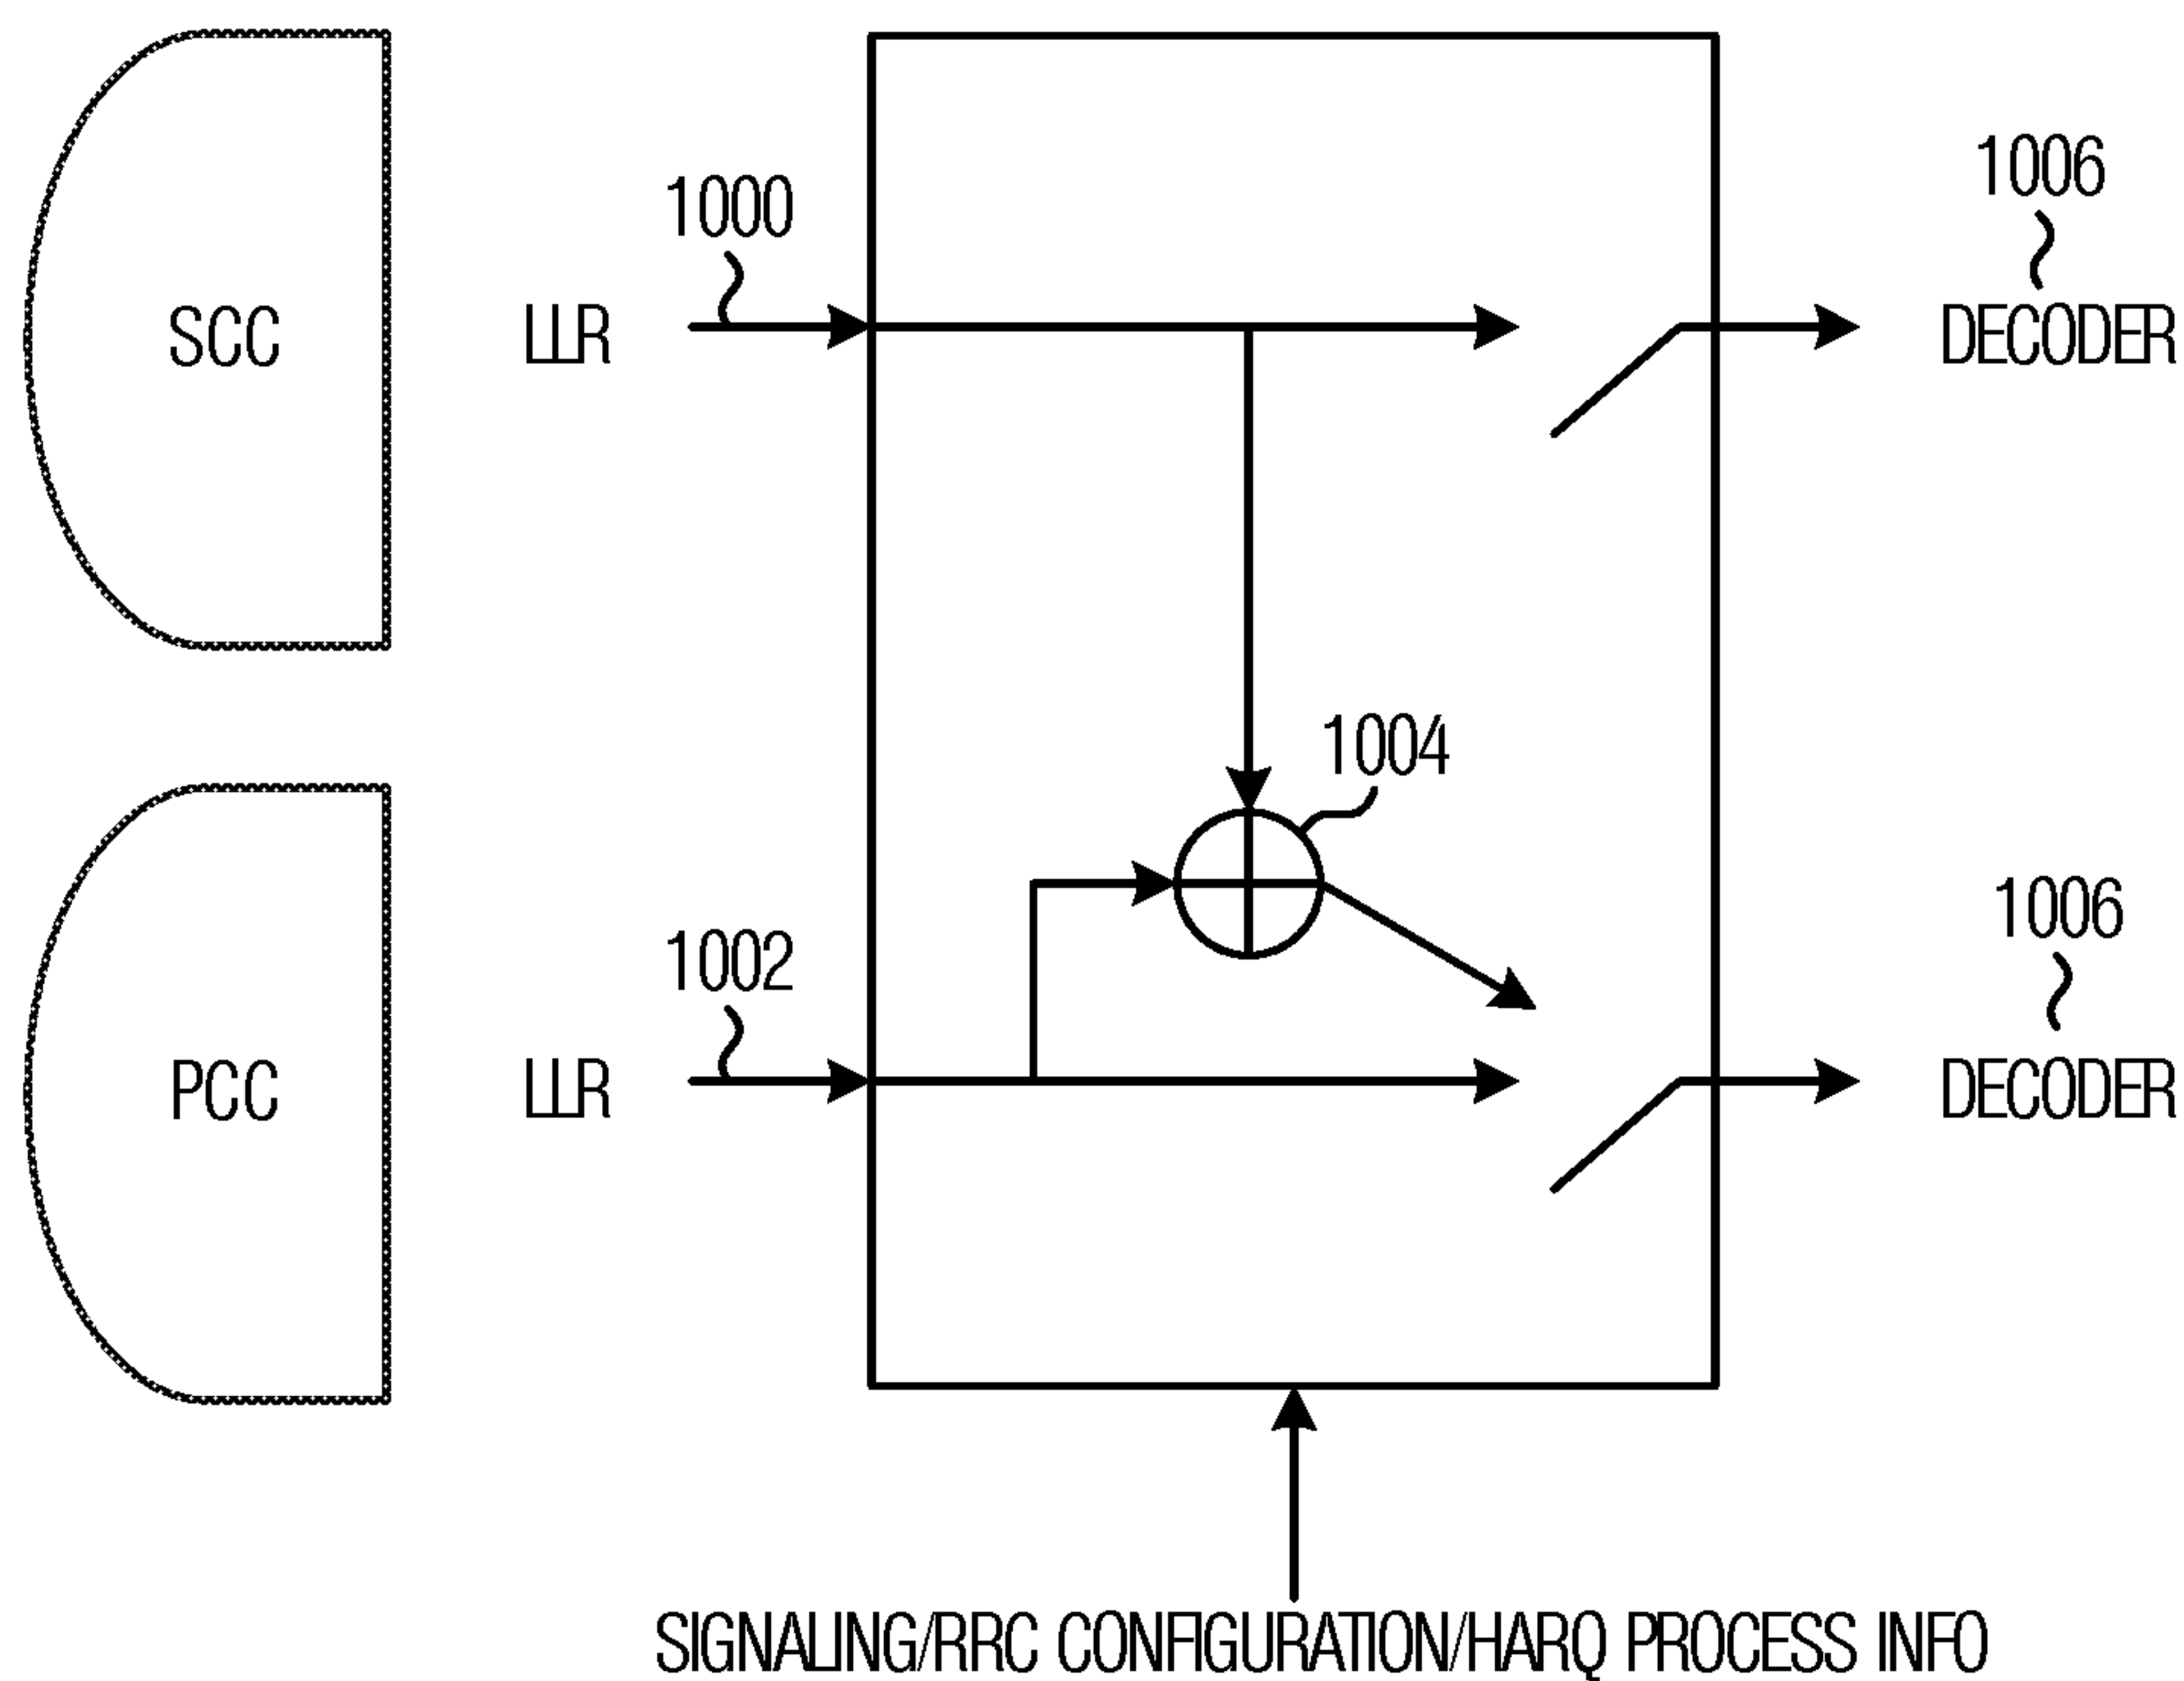 1006
1000
SCC
LLR
DECODER
1004
1006
1002
PCC
LLR
DECODER
SIGNALING/RRC CONFIGURATION/HARQ PROCESS INFO